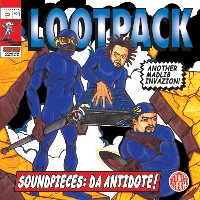 LOOTPACK
ANOTHER
MADLIB
INVAZION!
SOUNDPIECES: DA ANTIDOTE!